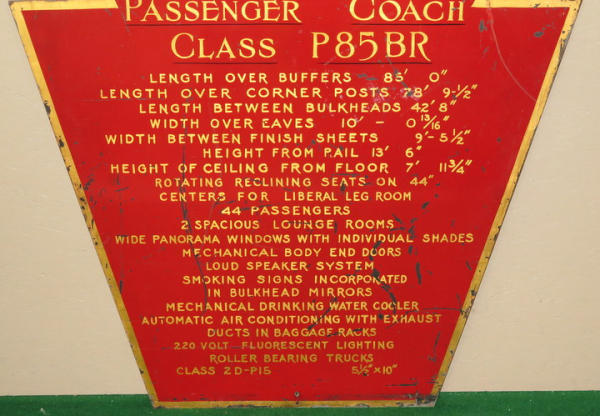 PASSENGER COACH
CLASS P85BR
LENGTH OVER BUFFERS 85' 0"
LENGTH OVER CORNER POSTS 78' 9-1/2"
LENGTH BETWEEN BULKHEADS 42' 8"
WIDTH OVER EAVES 10' - 0 13/16"
WIDTH BETWEEN FINISH SHEETS 9'-5 1/2"
HEIGHT FROM RAIL 13' 6"
HEIGHT OF CEILING FROM FLOOR 7' 11 3/4"
ROTATING RECLINING SEATS ON 44"
CENTERS FOR LIBERAL LEG ROOM
44 PASSENGERS
2 SPACIOUS LOUNGE ROOMS
WIDE PANORAMA WINDOWS WITH INDIVIDUAL SHADES
MECHANICAL BODY END DOORS
LOUD SPEAKER SYSTEM
SMOKING SIGNS INCORPORATED
IN BULKHEAD MIRRORS
MECHANICAL DRINKING WATER COOLER
AUTOMATIC AIR CONDITIONING WITH EXHAUST
DUCTS IN BAGGAGE RACKS
220 VOLT FLUORESCENT LIGHTING
ROLLER BEARING TRUCKS
CLASS 2D-P15 5 1/2" x 10"